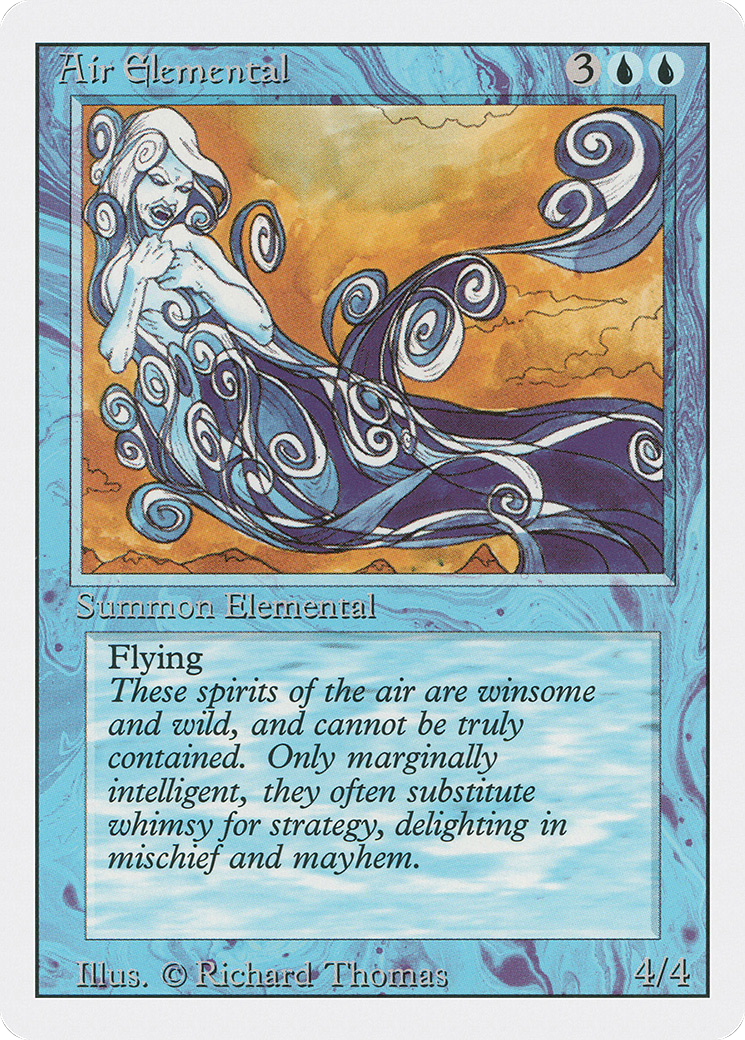 Air Elemental 3
Summon Elemental
Flying
These spirits of the air are winsome
and wild, and cannot be truly
contained. Only marginally
intelligent, they often substitute
whimsy for strategy, delighting in
mischief and mayhem.
Illus. © Richard Thomas 4/4